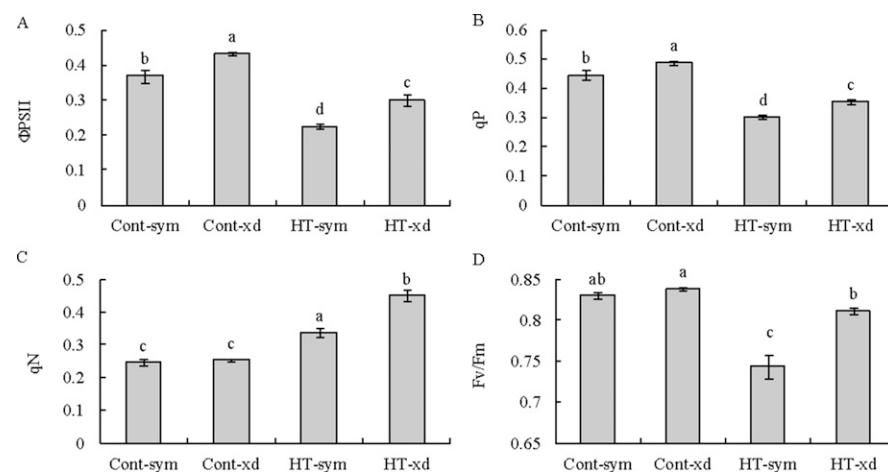 A
B
0.5
0.4
0.3
0.2
0.1
0
ΦPSII
b
a
d
c
Cont-sym Cont-xd HT-sym HT-xd
0.6
0.5
0.4
0.3
0.2
0.1
0
qP
b
a
d
c
Cont-sym Cont-xd HT-sym HT-xd
C
D
0.5
0.4
0.3
0.2
0.1
0
qN
c
c
a
b
Cont-sym Cont-xd HT-sym HT-xd
0.85
0.8
0.75
0.7
0.65
Fv/Fm
ab
a
c
b
Cont-sym Cont-xd HT-sym HT-xd